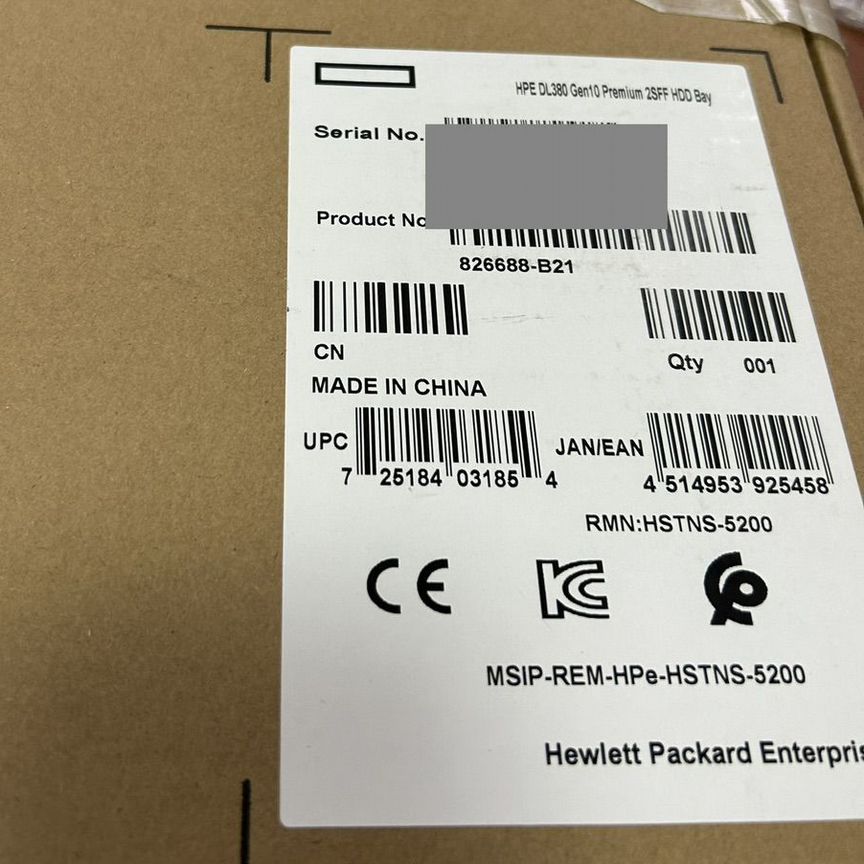 HPE DL380 Gen10 Premium 2SFF HDD Bay
Serial No.
Product No
826688-B21
CN
Qty 001
MADE IN CHINA
UPC 7 25184 03185 4
JAN/EAN 4 514953 925458
RMN:HSTNS-5200
CE
KC
MSIP-REM-HPe-HSTNS-5200
Hewlett Packard Enterpris